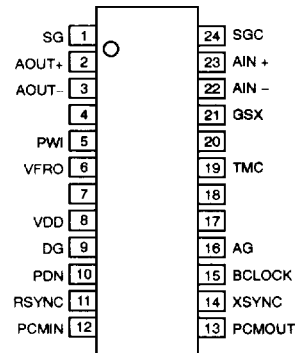 SG 1 24 SGC
AOUT+ 2 23 AIN +
AOUT− 3 22 AIN −
4 21 GSX
PWI 5 20
VFRO 6 19 TMC
7 18
VDD 8 17
DG 9 16 AG
PDN 10 15 BCLOCK
RSYNC 11 14 XSYNC
PCMIN 12 13 PCMOUT